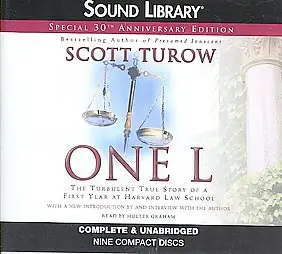 SOUND LIBRARY®
SPECIAL 30TH ANNIVERSARY EDITION
Bestselling Author of Presumed Innocent
SCOTT TUROW
ONE L
THE TURBULENT TRUE STORY OF A
FIRST YEAR AT HARVARD LAW SCHOOL
WITH A NEW INTRODUCTION BY AND INTERVIEW WITH THE AUTHOR
READ BY HOLTER GRAHAM
COMPLETE & UNABRIDGED
NINE COMPACT DISCS